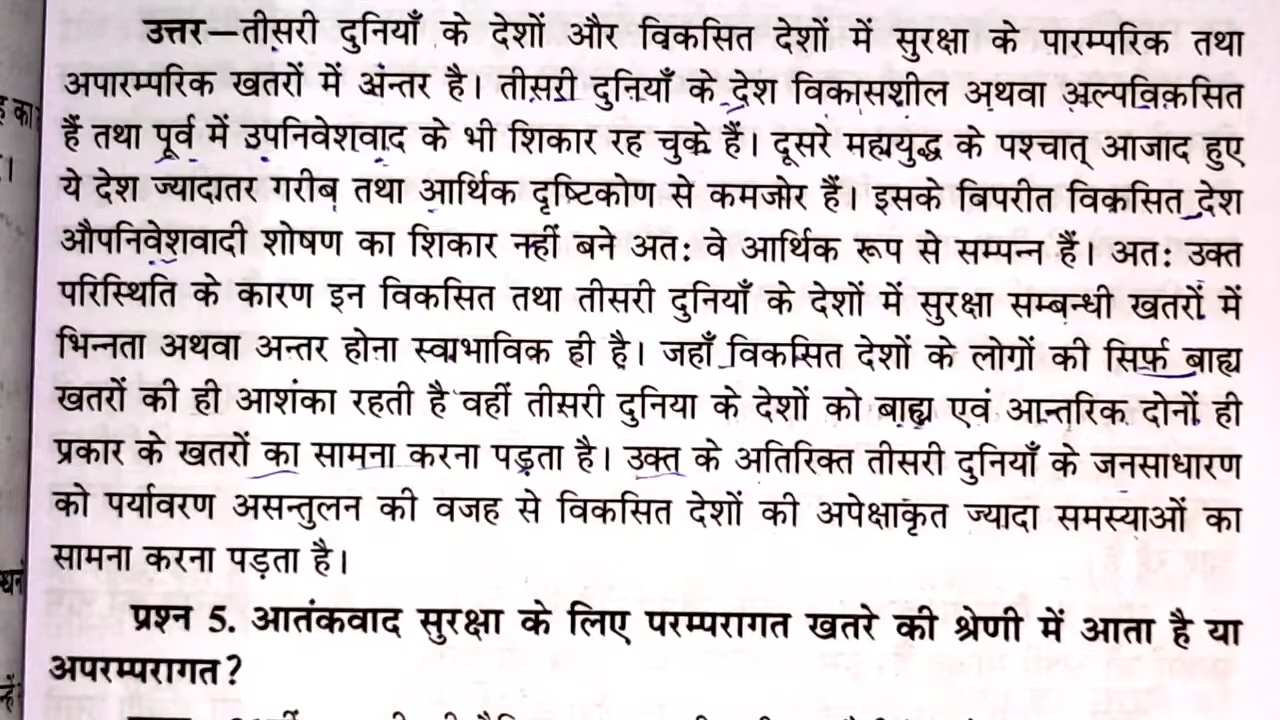 उत्तर—तीसरी दुनियाँ के देशों और विकसित देशों में सुरक्षा के पारम्परिक तथा
अपारम्परिक खतरों में अंन्तर है। तीसरी दुनियाँ के देश विकासशील अथवा अल्पविकसित
हैं तथा पूर्व में उपनिवेशवाद के भी शिकार रह चुके हैं। दूसरे महायुद्ध के पश्चात् आजाद हुए
ये देश ज्यादातर गरीब तथा आर्थिक दृष्टिकोण से कमजोर हैं। इसके विपरीत विकसित देश
औपनिवेशवादी शोषण का शिकार नहीं बने अतः वे आर्थिक रूप से सम्पन्न हैं। अतः उक्त
परिस्थिति के कारण इन विकसित तथा तीसरी दुनियाँ के देशों में सुरक्षा सम्बन्धी खतरों में
भिन्नता अथवा अन्तर होना स्वाभाविक ही है। जहाँ विकसित देशों के लोगों की सिर्फ बाह्य
खतरों की ही आशंका रहती है वहीं तीसरी दुनिया के देशों को बाह्य एवं आन्तरिक दोनों ही
प्रकार के खतरों का सामना करना पड़ता है। उक्त के अतिरिक्त तीसरी दुनियाँ के जनसाधारण
को पर्यावरण असन्तुलन की वजह से विकसित देशों की अपेक्षाकृत ज्यादा समस्याओं का
सामना करना पड़ता है।
प्रश्न 5. आतंकवाद सुरक्षा के लिए परम्परागत खतरे की श्रेणी में आता है या
अपरम्परागत?